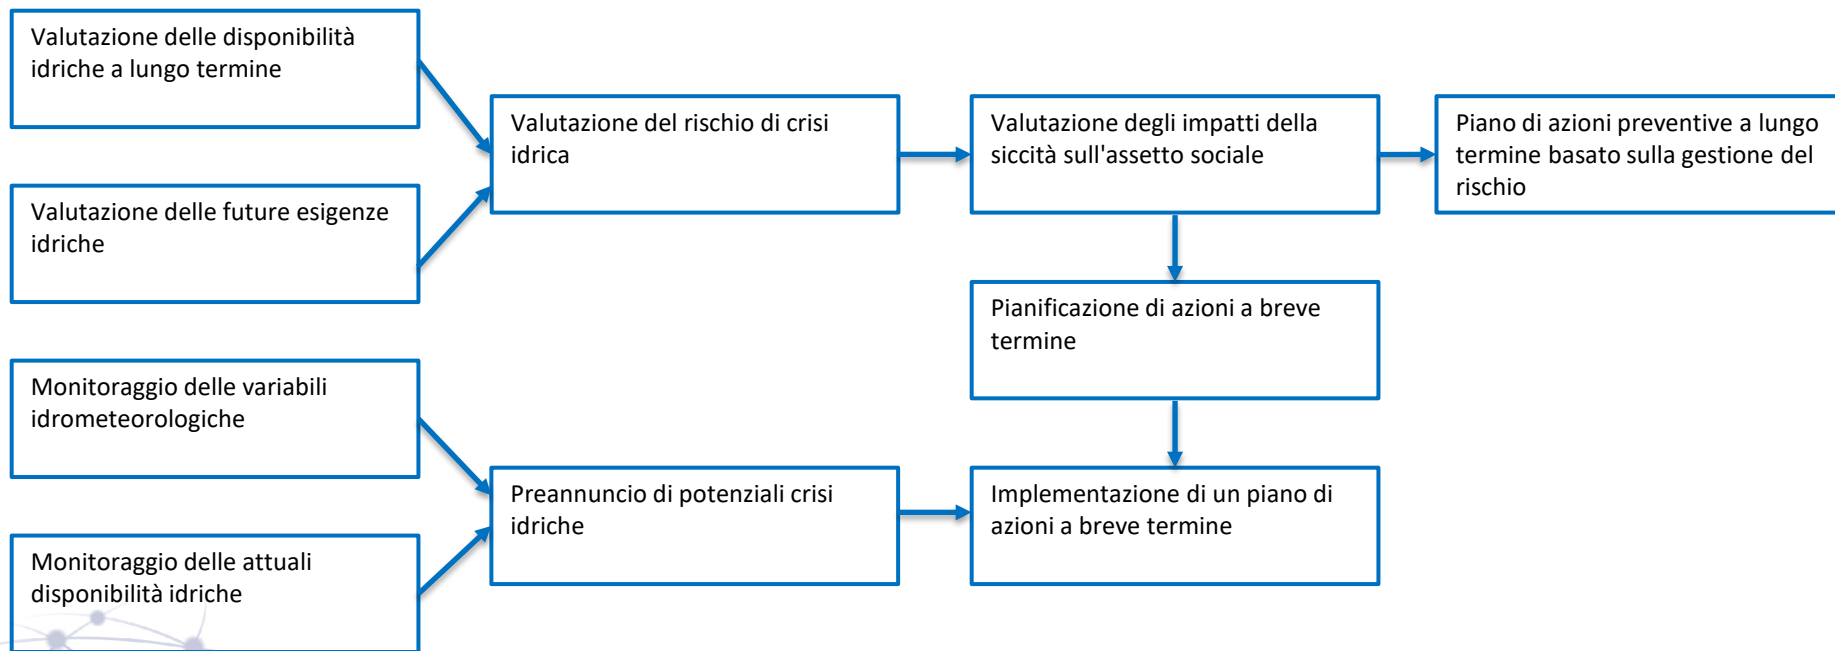 Valutazione delle disponibilità
idriche a lungo termine
Valutazione delle future esigenze
idriche
Valutazione del rischio di crisi
idrica
Valutazione degli impatti della
siccità sull'assetto sociale
Piano di azioni preventive a lungo
termine basato sulla gestione del
rischio
Pianificazione di azioni a breve
termine
Monitoraggio delle variabili
idrometeorologiche
Monitoraggio delle attuali
disponibilità idriche
Preannuncio di potenziali crisi
idriche
Implementazione di un piano di
azioni a breve termine